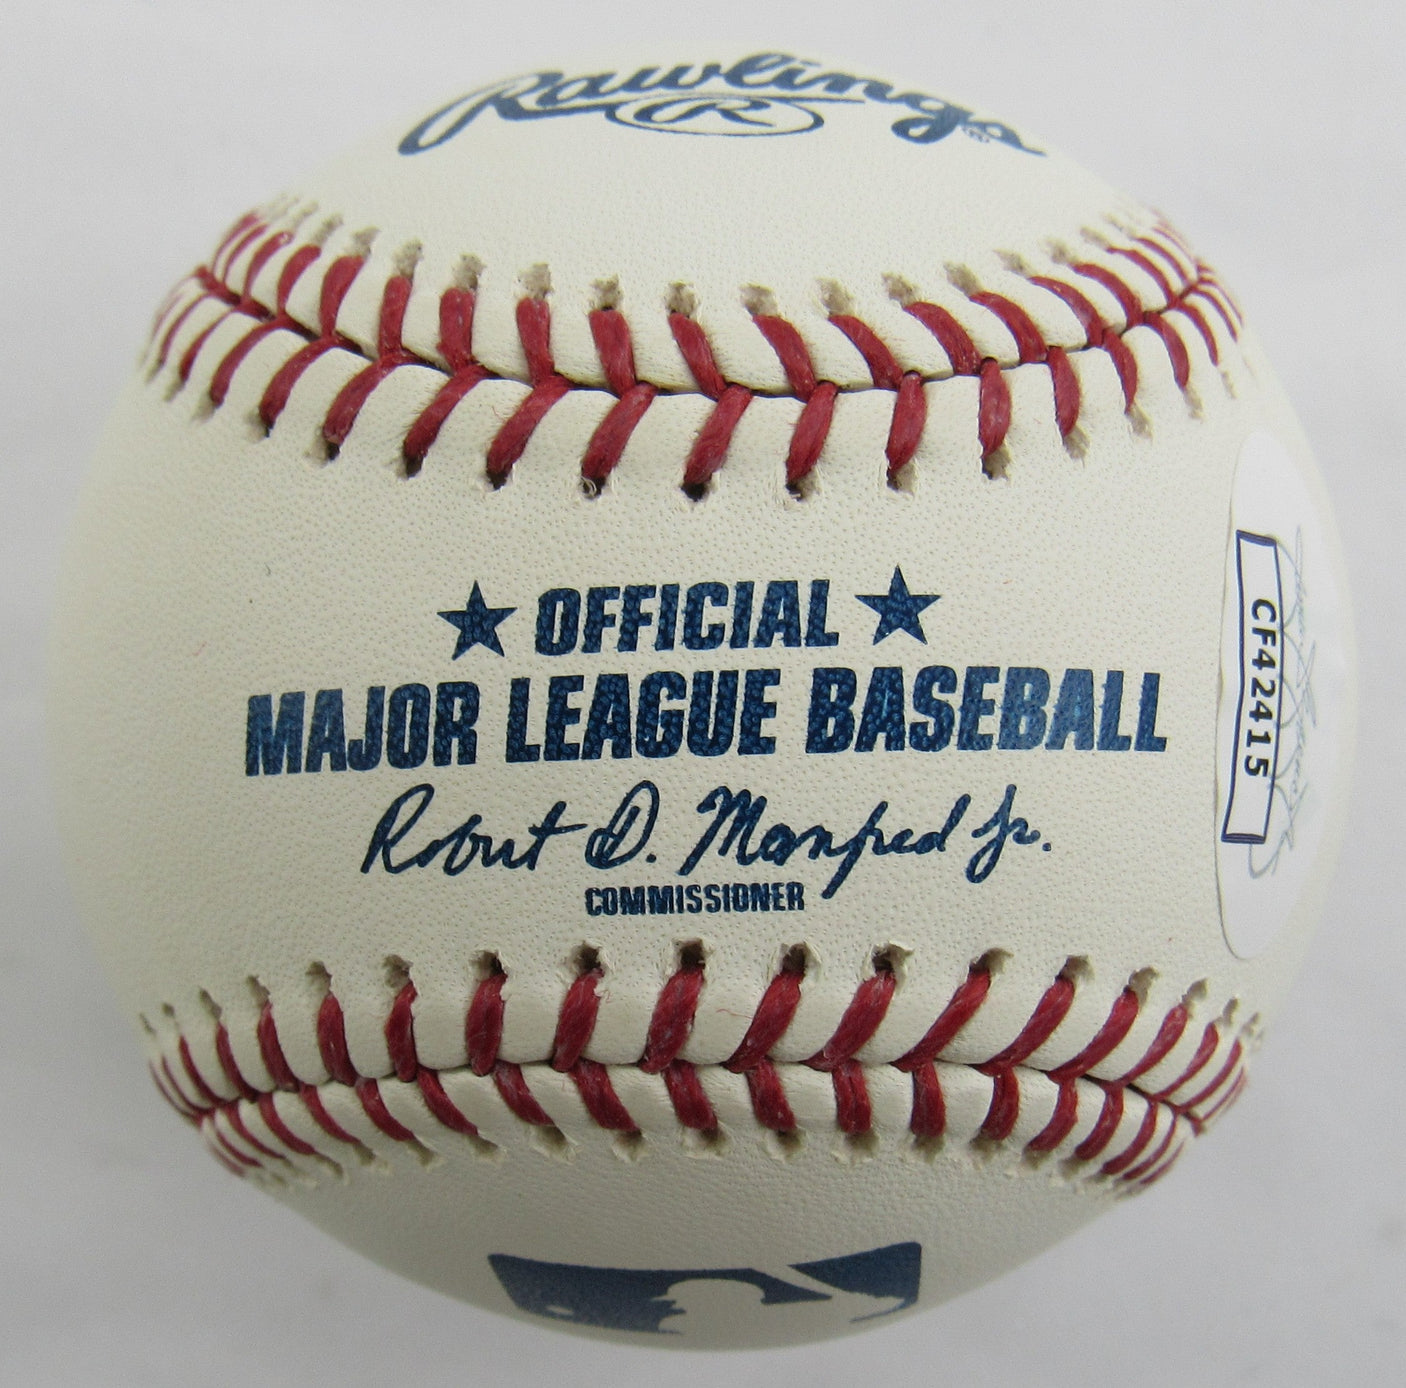 Rawlings
R
®
★ OFFICIAL ★
MAJOR LEAGUE BASEBALL
Robert D. Manfred Jr.
COMMISSIONER
CF42415